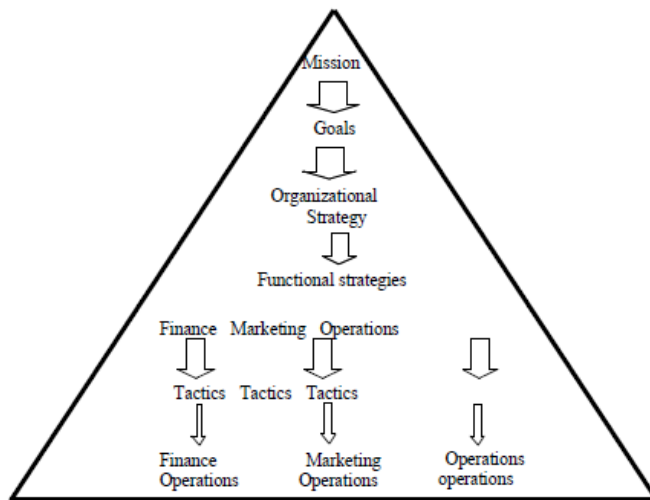 Mission
Goals
Organizational
Strategy
Functional strategies
Finance Marketing Operations
Tactics Tactics Tactics
Finance
Operations
Marketing
Operations
Operations
operations